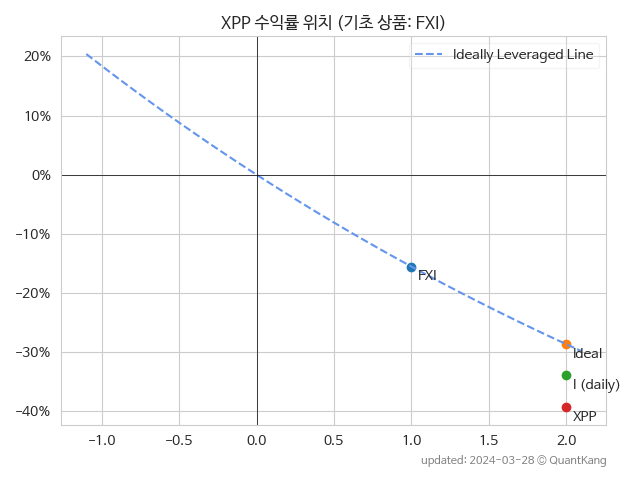 XPP 수익률 위치 (기초 상품: FXI)
Ideally Leveraged Line
20%
10%
0%
−10%
−20%
−30%
−40%
FXI
Ideal
I (daily)
XPP
−1.0
−0.5
0.0
0.5
1.0
1.5
2.0
updated: 2024-03-28 © QuantKang